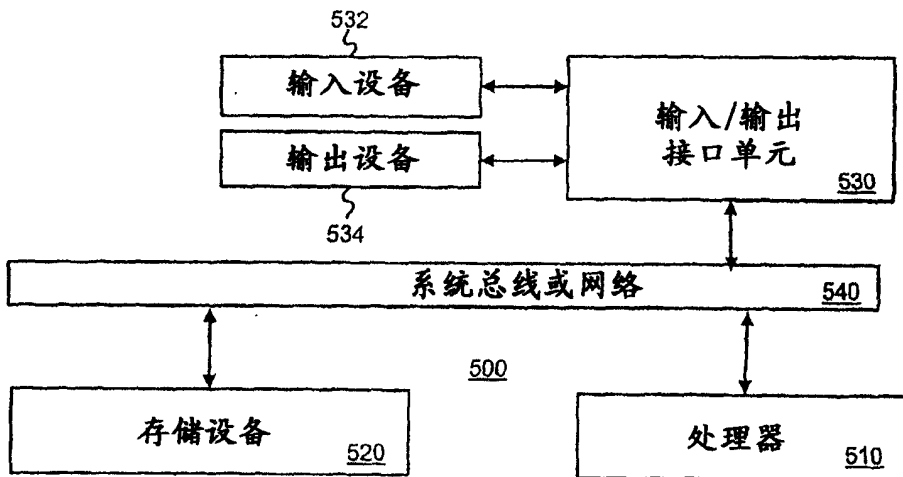 532
输入设备
输入/输出
接口单元
530
输出设备
534
系统总线或网络
540
500
存储设备
520
处理器
510